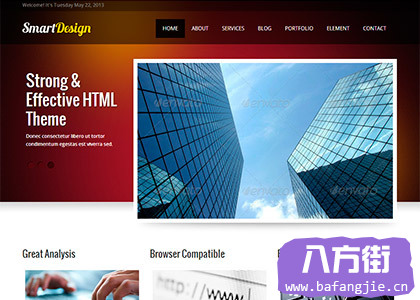 Welcome! It's Tuesday May 22, 2013
SmartDesign
HOME ABOUT SERVICES BLOG PORTFOLIO ELEMENT CONTACT
Strong &
Effective HTML
Theme
Donec consectetur libero ut tortor
condimentum egestas est viverra sed.
envato
envato
Great Analysis
Browser Compatible
http://www.
八方街
www.bafangjie.cn